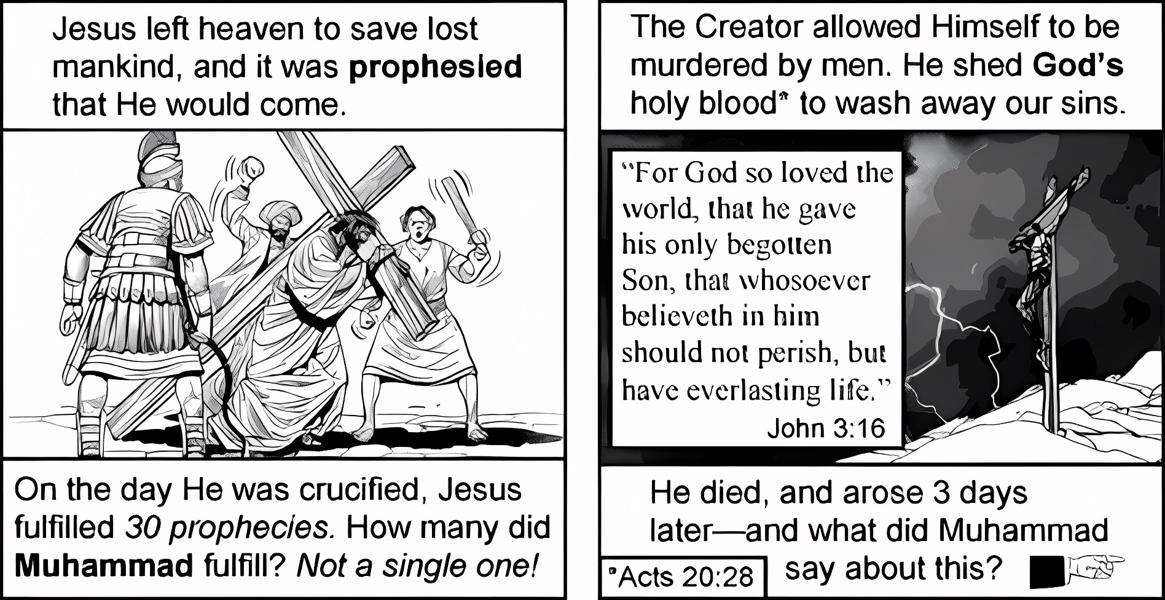 Jesus left heaven to save lost
mankind, and it was prophesied
that He would come.
On the day He was crucified, Jesus
fulfilled 30 prophecies. How many did
Muhammad fulfill? Not a single one!
The Creator allowed Himself to be
murdered by men. He shed God's
holy blood* to wash away our sins.
“For God so loved the
world, that he gave
his only begotten
Son, that whosoever
believeth in him
should not perish, but
have everlasting life.”
John 3:16
He died, and arose 3 days
later—and what did Muhammad
say about this?
*Acts 20:28